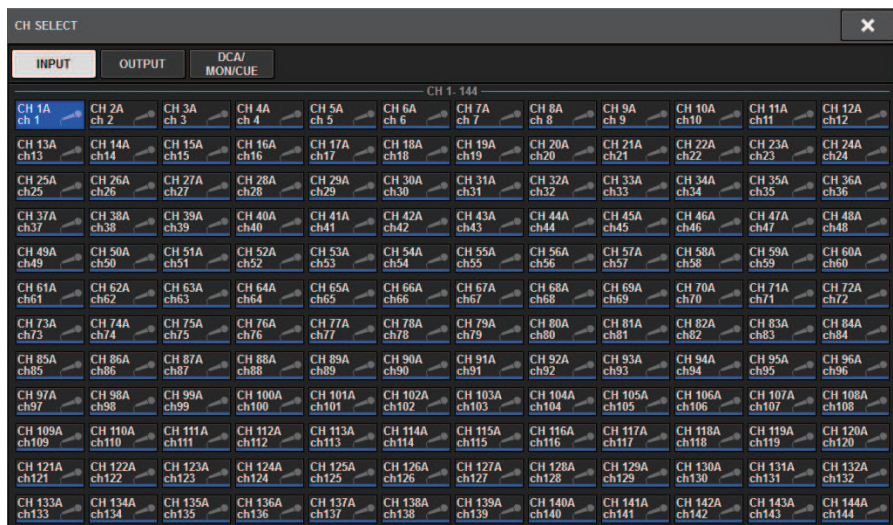 CH SELECT
INPUT OUTPUT DCA/
MON/CUE
CH 1- 144
CH 1A CH 2A CH 3A CH 4A CH 5A CH 6A CH 7A CH 8A CH 9A CH 10A CH 11A CH 12A
ch 1 ch 2 ch 3 ch 4 ch 5 ch 6 ch 7 ch 8 ch 9 ch10 ch11 ch12
CH 13A CH 14A CH 15A CH 16A CH 17A CH 18A CH 19A CH 20A CH 21A CH 22A CH 23A CH 24A
ch13 ch14 ch15 ch16 ch17 ch18 ch19 ch20 ch21 ch22 ch23 ch24
CH 25A CH 26A CH 27A CH 28A CH 29A CH 30A CH 31A CH 32A CH 33A CH 34A CH 35A CH 36A
ch25 ch26 ch27 ch28 ch29 ch30 ch31 ch32 ch33 ch34 ch35 ch36
CH 37A CH 38A CH 39A CH 40A CH 41A CH 42A CH 43A CH 44A CH 45A CH 46A CH 47A CH 48A
ch37 ch38 ch39 ch40 ch41 ch42 ch43 ch44 ch45 ch46 ch47 ch48
CH 49A CH 50A CH 51A CH 52A CH 53A CH 54A CH 55A CH 56A CH 57A CH 58A CH 59A CH 60A
ch49 ch50 ch51 ch52 ch53 ch54 ch55 ch56 ch57 ch58 ch59 ch60
CH 61A CH 62A CH 63A CH 64A CH 65A CH 66A CH 67A CH 68A CH 69A CH 70A CH 71A CH 72A
ch61 ch62 ch63 ch64 ch65 ch66 ch67 ch68 ch69 ch70 ch71 ch72
CH 73A CH 74A CH 75A CH 76A CH 77A CH 78A CH 79A CH 80A CH 81A CH 82A CH 83A CH 84A
ch73 ch74 ch75 ch76 ch77 ch78 ch79 ch80 ch81 ch82 ch83 ch84
CH 85A CH 86A CH 87A CH 88A CH 89A CH 90A CH 91A CH 92A CH 93A CH 94A CH 95A CH 96A
ch85 ch86 ch87 ch88 ch89 ch90 ch91 ch92 ch93 ch94 ch95 ch96
CH 97A CH 98A CH 99A CH 100A CH 101A CH 102A CH 103A CH 104A CH 105A CH 106A CH 107A CH 108A
ch97 ch98 ch99 ch100 ch101 ch102 ch103 ch104 ch105 ch106 ch107 ch108
CH 109A CH 110A CH 111A CH 112A CH 113A CH 114A CH 115A CH 116A CH 117A CH 118A CH 119A CH 120A
ch109 ch110 ch111 ch112 ch113 ch114 ch115 ch116 ch117 ch118 ch119 ch120
CH 121A CH 122A CH 123A CH 124A CH 125A CH 126A CH 127A CH 128A CH 129A CH 130A CH 131A CH 132A
ch121 ch122 ch123 ch124 ch125 ch126 ch127 ch128 ch129 ch130 ch131 ch132
CH 133A CH 134A CH 135A CH 136A CH 137A CH 138A CH 139A CH 140A CH 141A CH 142A CH 143A CH 144A
ch133 ch134 ch135 ch136 ch137 ch138 ch139 ch140 ch141 ch142 ch143 ch144